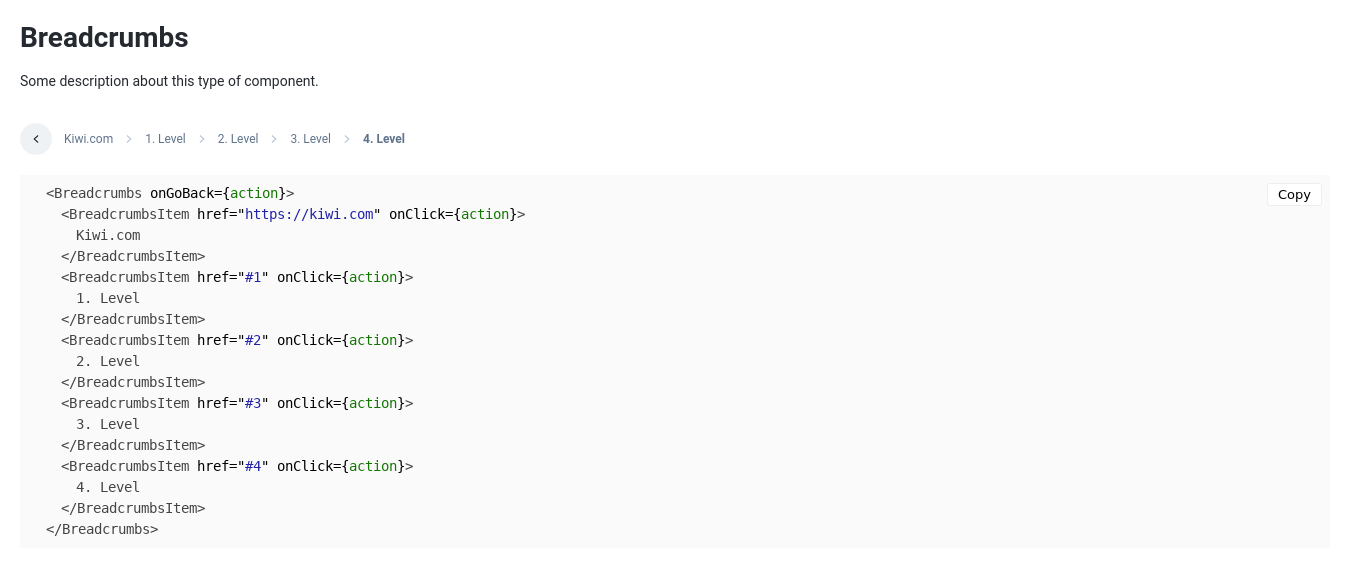 Breadcrumbs
Some description about this type of component.
Kiwi.com 1. Level 2. Level 3. Level 4. Level
Copy
<Breadcrumbs onGoBack={action}>
  <BreadcrumbsItem href="https://kiwi.com" onClick={action}>
    Kiwi.com
  </BreadcrumbsItem>
  <BreadcrumbsItem href="#1" onClick={action}>
    1. Level
  </BreadcrumbsItem>
  <BreadcrumbsItem href="#2" onClick={action}>
    2. Level
  </BreadcrumbsItem>
  <BreadcrumbsItem href="#3" onClick={action}>
    3. Level
  </BreadcrumbsItem>
  <BreadcrumbsItem href="#4" onClick={action}>
    4. Level
  </BreadcrumbsItem>
</Breadcrumbs>